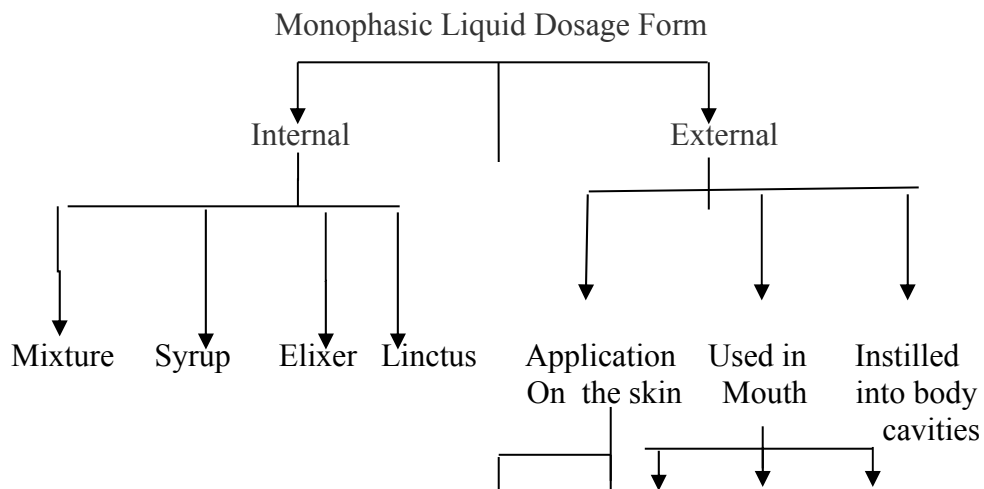 Monophasic Liquid Dosage Form
Internal External
Mixture Syrup Elixer Linctus Application Used in Instilled
On the skin Mouth into body
cavities